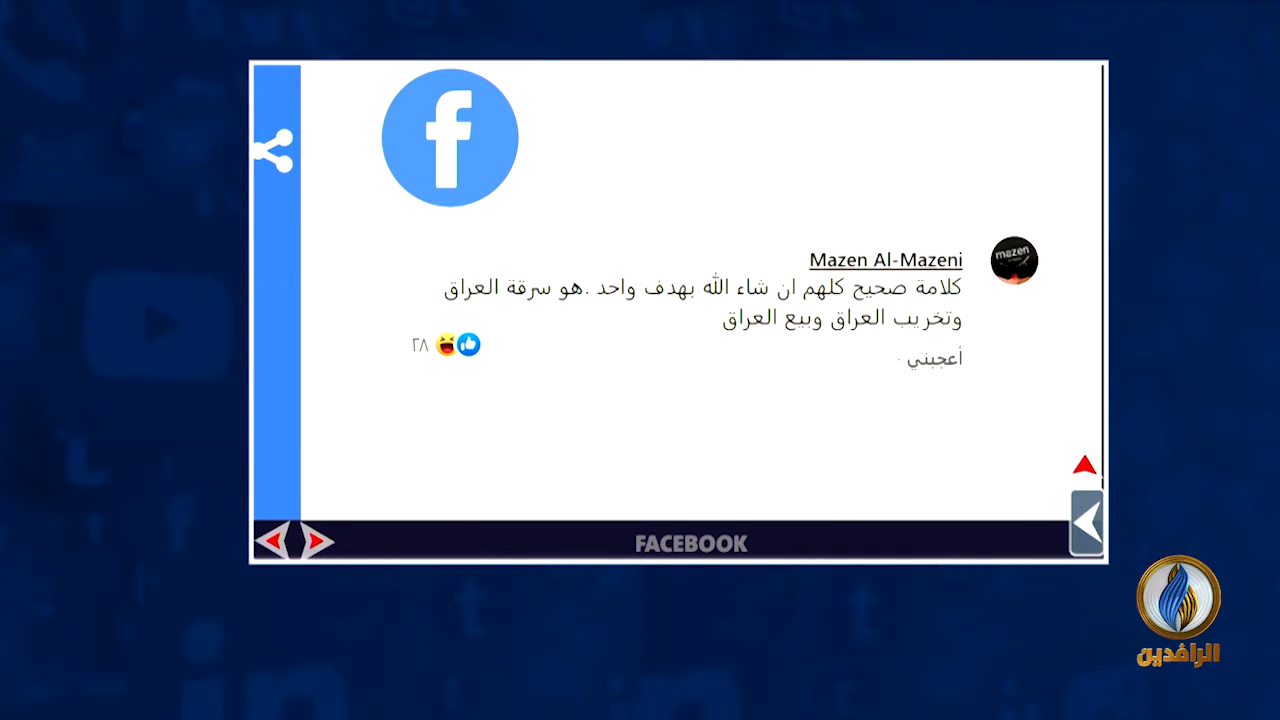 mazen
Mazen Al-Mazeni
كلامة صحيح كلهم ان شاء الله بهدف واحد .هو سرقة العراق
وتخريب العراق وبيع العراق
٢٨
أعجبني ·
FACEBOOK
الرافدين